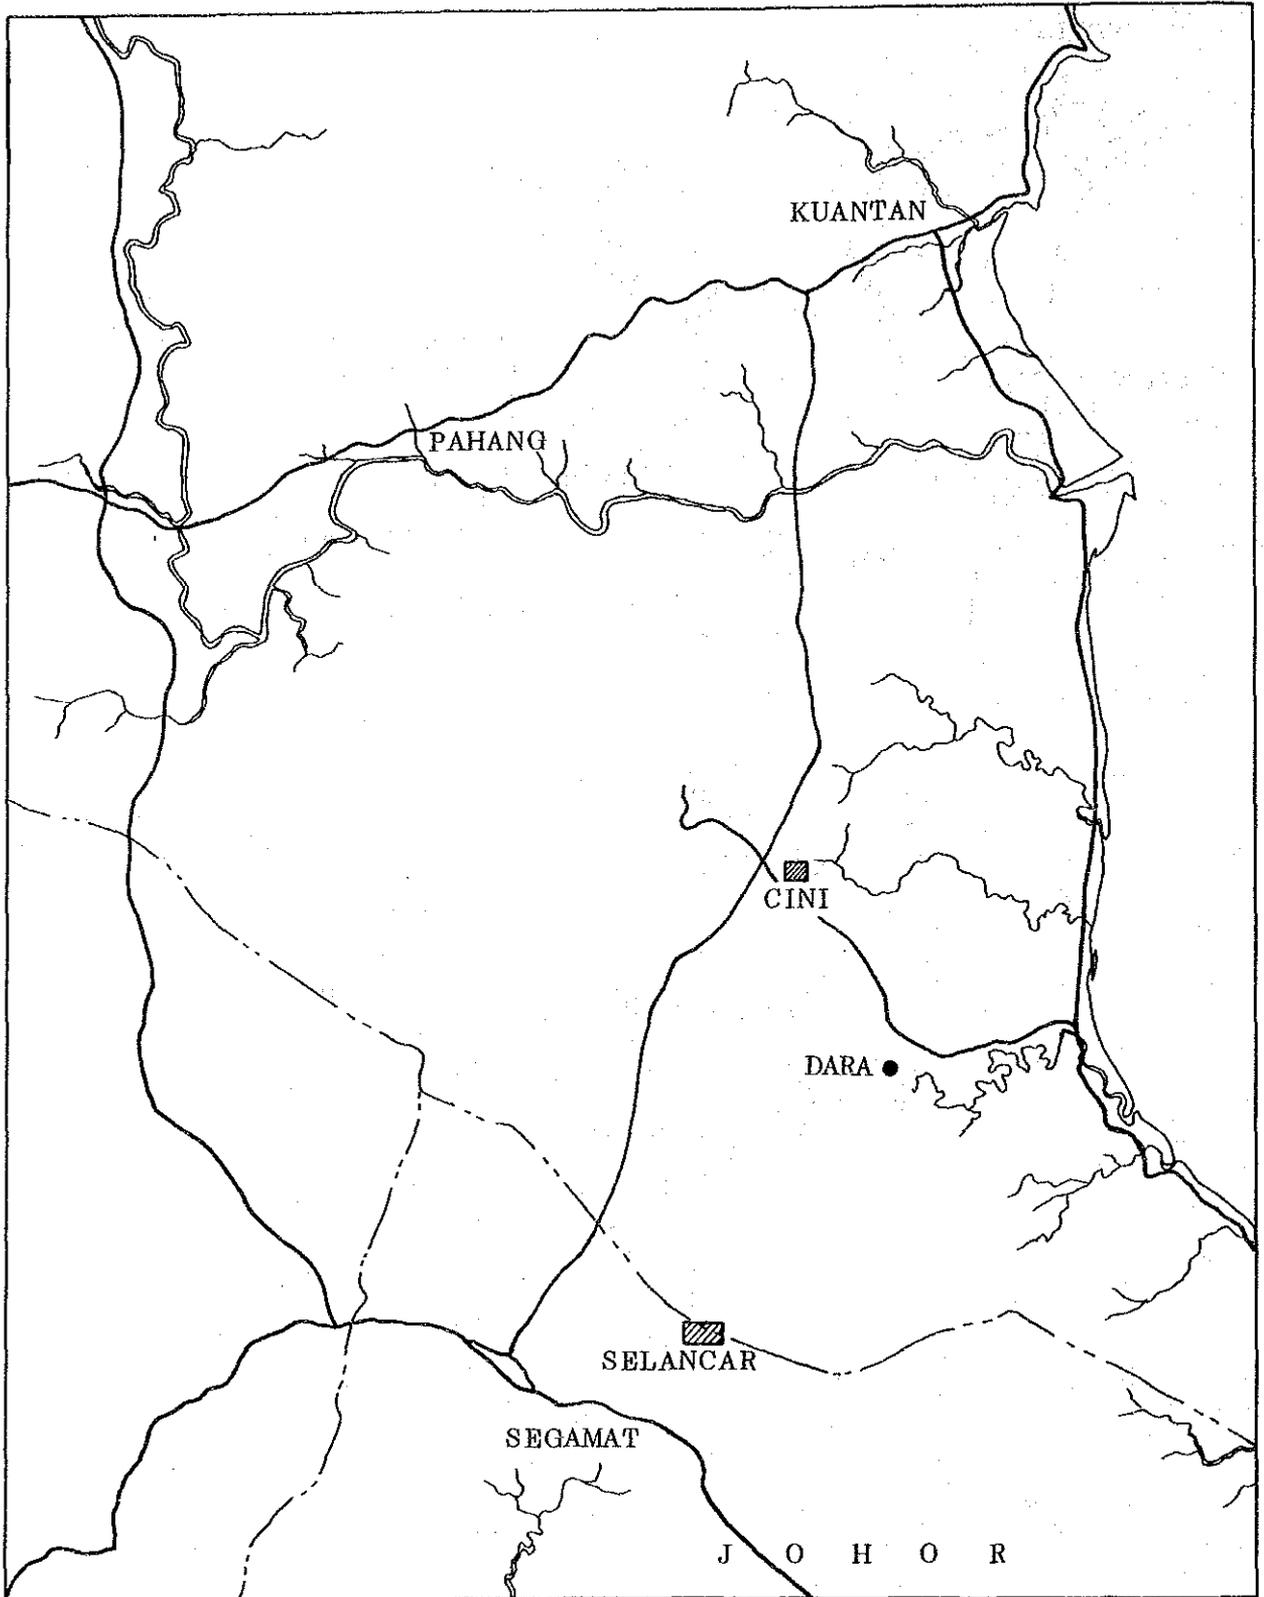 KUANTAN
PAHANG
CINI
DARA
SELANCAR
SEGAMAT
J O H O R